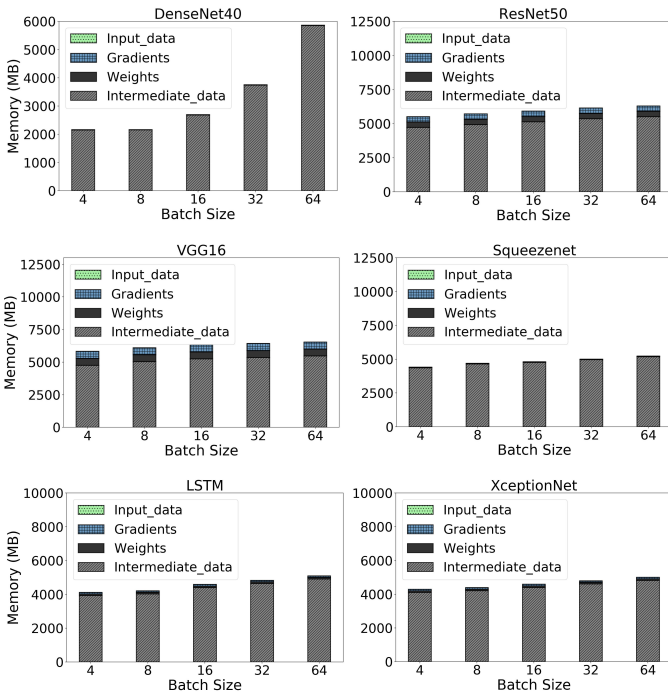 DenseNet40
6000
5000
4000
3000
2000
1000
0
Memory (MB)
Input_data
Gradients
Weights
Intermediate_data
4 8 16 32 64
Batch Size
ResNet50
12500
10000
7500
5000
2500
0
Input_data
Gradients
Weights
Intermediate_data
4 8 16 32 64
Batch Size
VGG16
12500
10000
7500
5000
2500
0
Memory (MB)
Input_data
Gradients
Weights
Intermediate_data
4 8 16 32 64
Batch Size
Squeezenet
12500
10000
7500
5000
2500
0
Input_data
Gradients
Weights
Intermediate_data
4 8 16 32 64
Batch Size
LSTM
10000
8000
6000
4000
2000
0
Memory (MB)
Input_data
Gradients
Weights
Intermediate_data
4 8 16 32 64
Batch Size
XceptionNet
10000
8000
6000
4000
2000
0
Input_data
Gradients
Weights
Intermediate_data
4 8 16 32 64
Batch Size